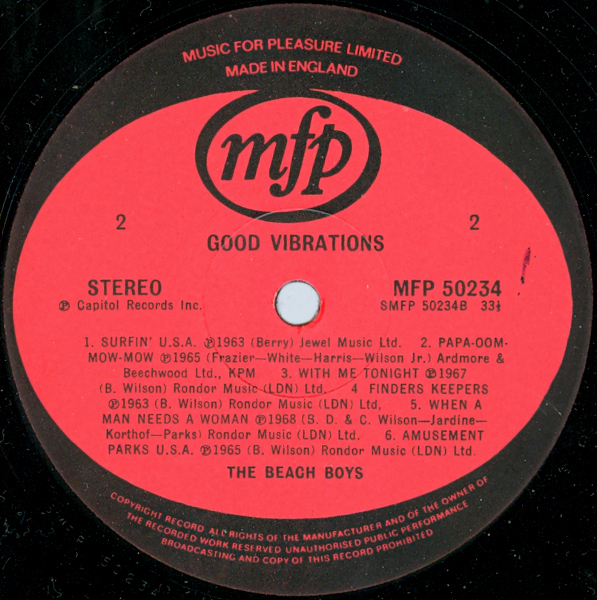 MUSIC FOR PLEASURE LIMITED
MADE IN ENGLAND
mfp
2 2
GOOD VIBRATIONS
STEREO MFP 50234
℗ Capitol Records Inc. SMFP 50234B 33⅓
1. SURFIN' U.S.A. ℗1963 (Berry) Jewel Music Ltd. 2. PAPA-OOM-
MOW-MOW ℗1965 (Frazier—White—Harris—Wilson Jr.) Ardmore &
Beechwood Ltd., KPM 3. WITH ME TONIGHT ℗1967
(B. Wilson) Rondor Music (LDN) Ltd. 4 FINDERS KEEPERS
℗1963 (B. Wilson) Rondor Music (LDN) Ltd, 5. WHEN A
MAN NEEDS A WOMAN ℗1968 (S. D. & C. Wilson—Jardine—
Korthof—Parks) Rondor Music (LDN) Ltd. 6. AMUSEMENT
PARKS U.S.A. ℗1965 (B. Wilson) Rondor Music (LDN) Ltd.
THE BEACH BOYS
COPYRIGHT RECORD ALL RIGHTS OF THE MANUFACTURER AND OF THE OWNER OF
THE RECORDED WORK RESERVED UNAUTHORISED PUBLIC PERFORMANCE
BROADCASTING AND COPY OF THIS RECORD PROHIBITED